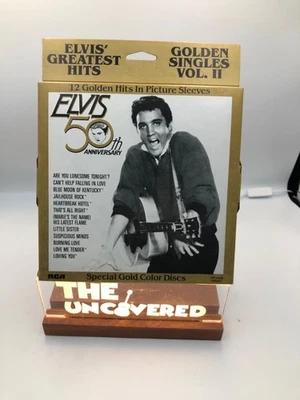 ELVIS'
GREATEST
HITS
GOLDEN
SINGLES
VOL. II
12 Golden Hits In Picture Sleeves
ELVIS
50th
ANNIVERSARY
ARE YOU LONESOME TONIGHT?
CAN'T HELP FALLING IN LOVE
BLUE MOON OF KENTUCKY
JAILHOUSE ROCK
HEARTBREAK HOTEL
THAT'S ALL RIGHT
(MARIE'S THE NAME)
HIS LATEST FLAME
LITTLE SISTER
SUSPICIOUS MINDS
BURNING LOVE
LOVE ME TENDER
LOVING YOU
RCA
Special Gold Color Discs
THE
UNCOVERED